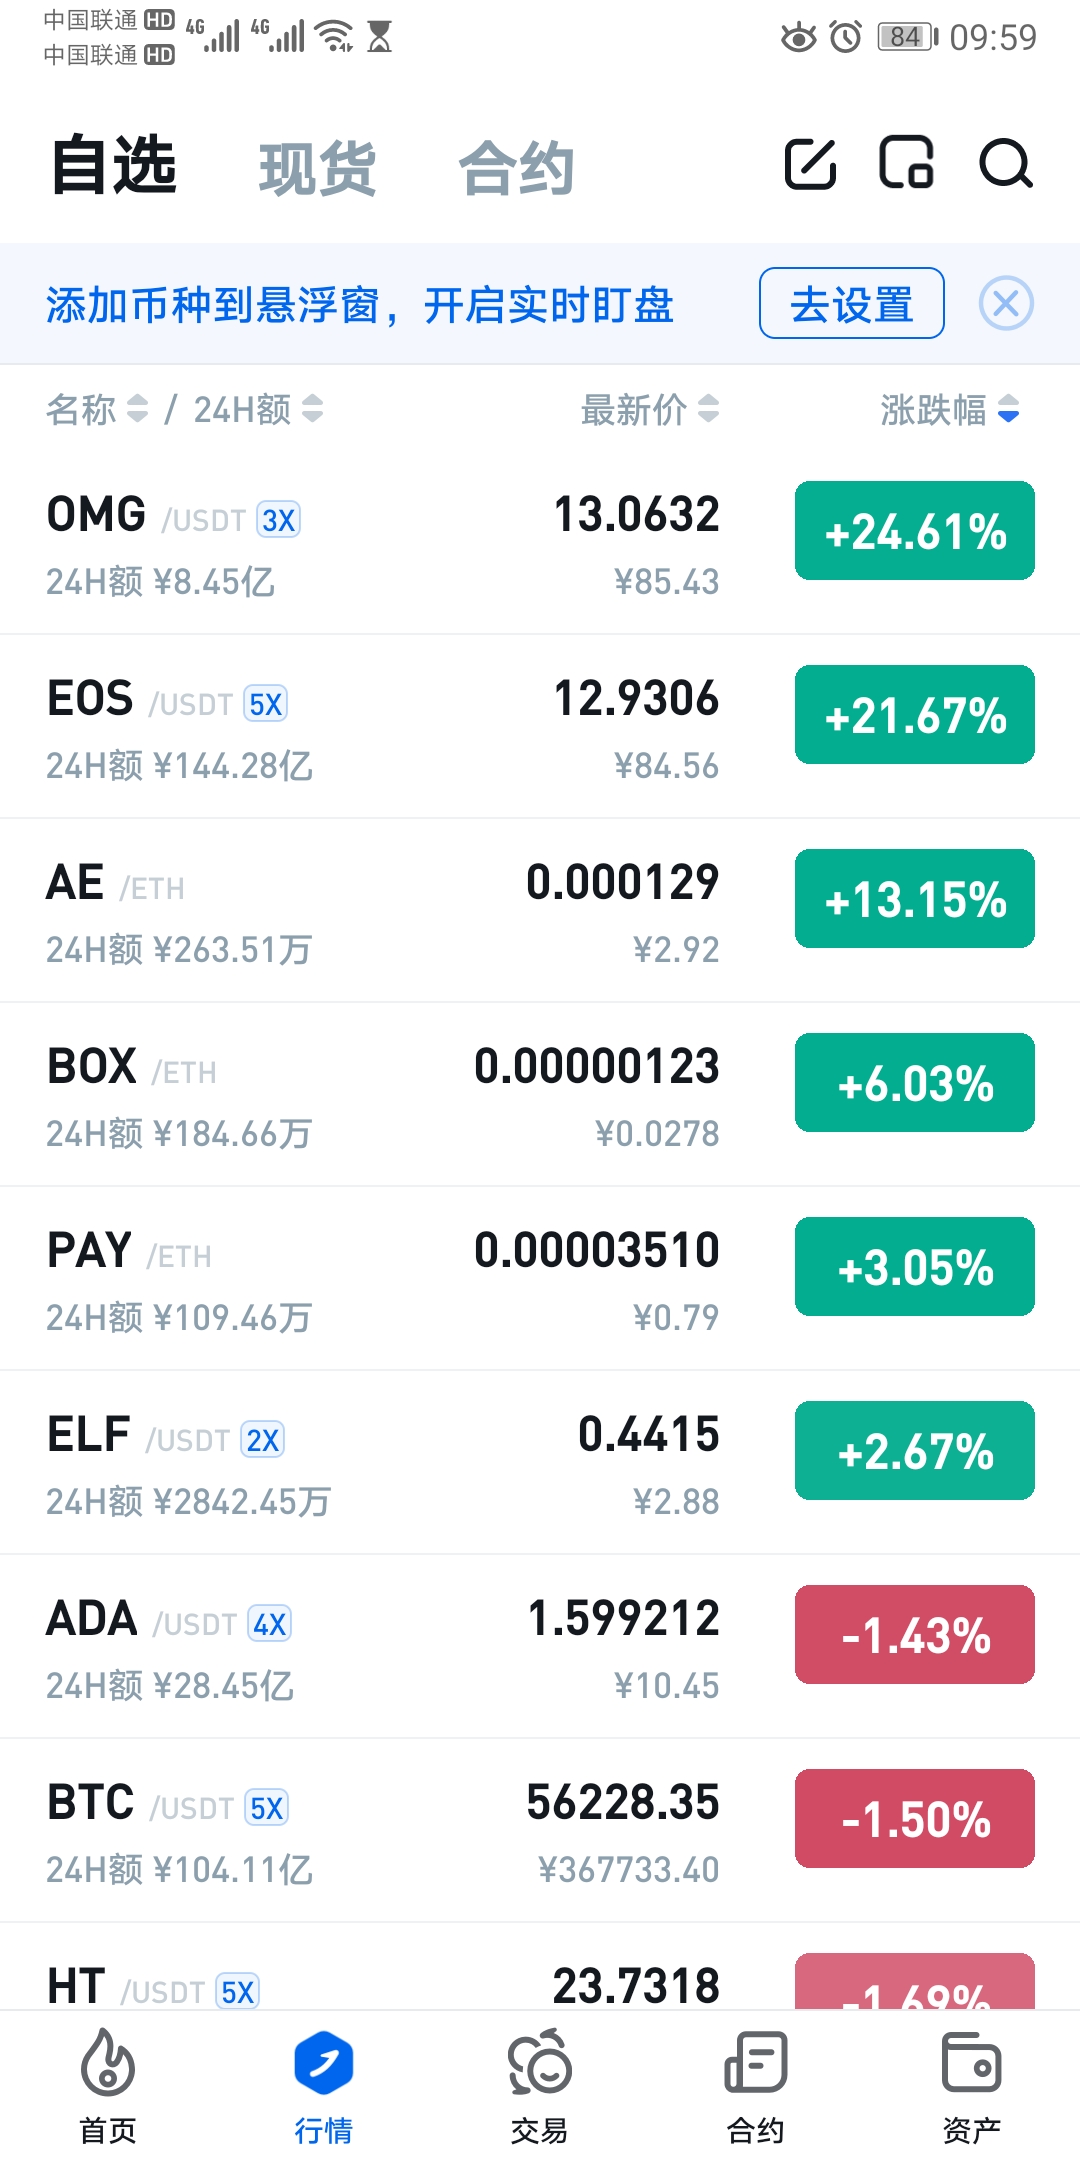 中国联通 HD 4G 4G 84 09:59
中国联通 HD
自选 现货 合约
添加币种到悬浮窗，开启实时盯盘 去设置
名称 / 24H额 最新价 涨跌幅
OMG /USDT 3X 13.0632 +24.61%
24H额 ¥8.45亿 ¥85.43
EOS /USDT 5X 12.9306 +21.67%
24H额 ¥144.28亿 ¥84.56
AE /ETH 0.000129 +13.15%
24H额 ¥263.51万 ¥2.92
BOX /ETH 0.00000123 +6.03%
24H额 ¥184.66万 ¥0.0278
PAY /ETH 0.00003510 +3.05%
24H额 ¥109.46万 ¥0.79
ELF /USDT 2X 0.4415 +2.67%
24H额 ¥2842.45万 ¥2.88
ADA /USDT 4X 1.599212 -1.43%
24H额 ¥28.45亿 ¥10.45
BTC /USDT 5X 56228.35 -1.50%
24H额 ¥104.11亿 ¥367733.40
HT /USDT 5X 23.7318 -1.69%
首页 行情 交易 合约 资产